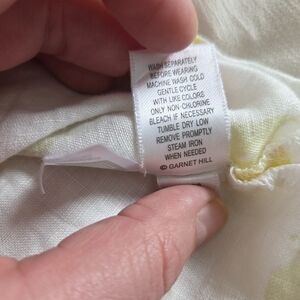 WASH SEPARATELY
BEFORE WEARING
MACHINE WASH COLD
GENTLE CYCLE
WITH LIKE COLORS
ONLY NON-CHLORINE
BLEACH IF NECESSARY
TUMBLE DRY LOW
REMOVE PROMPTLY
STEAM IRON
WHEN NEEDED
© GARNET HILL